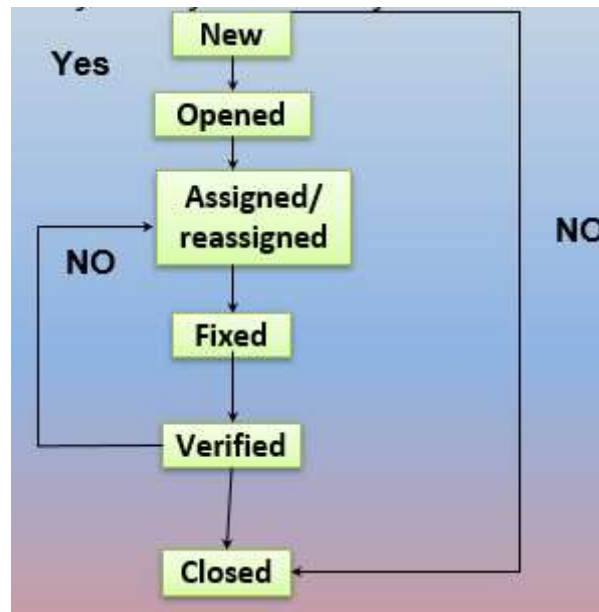 New
Yes
Opened
Assigned/
reassigned
NO
NO
Fixed
Verified
Closed